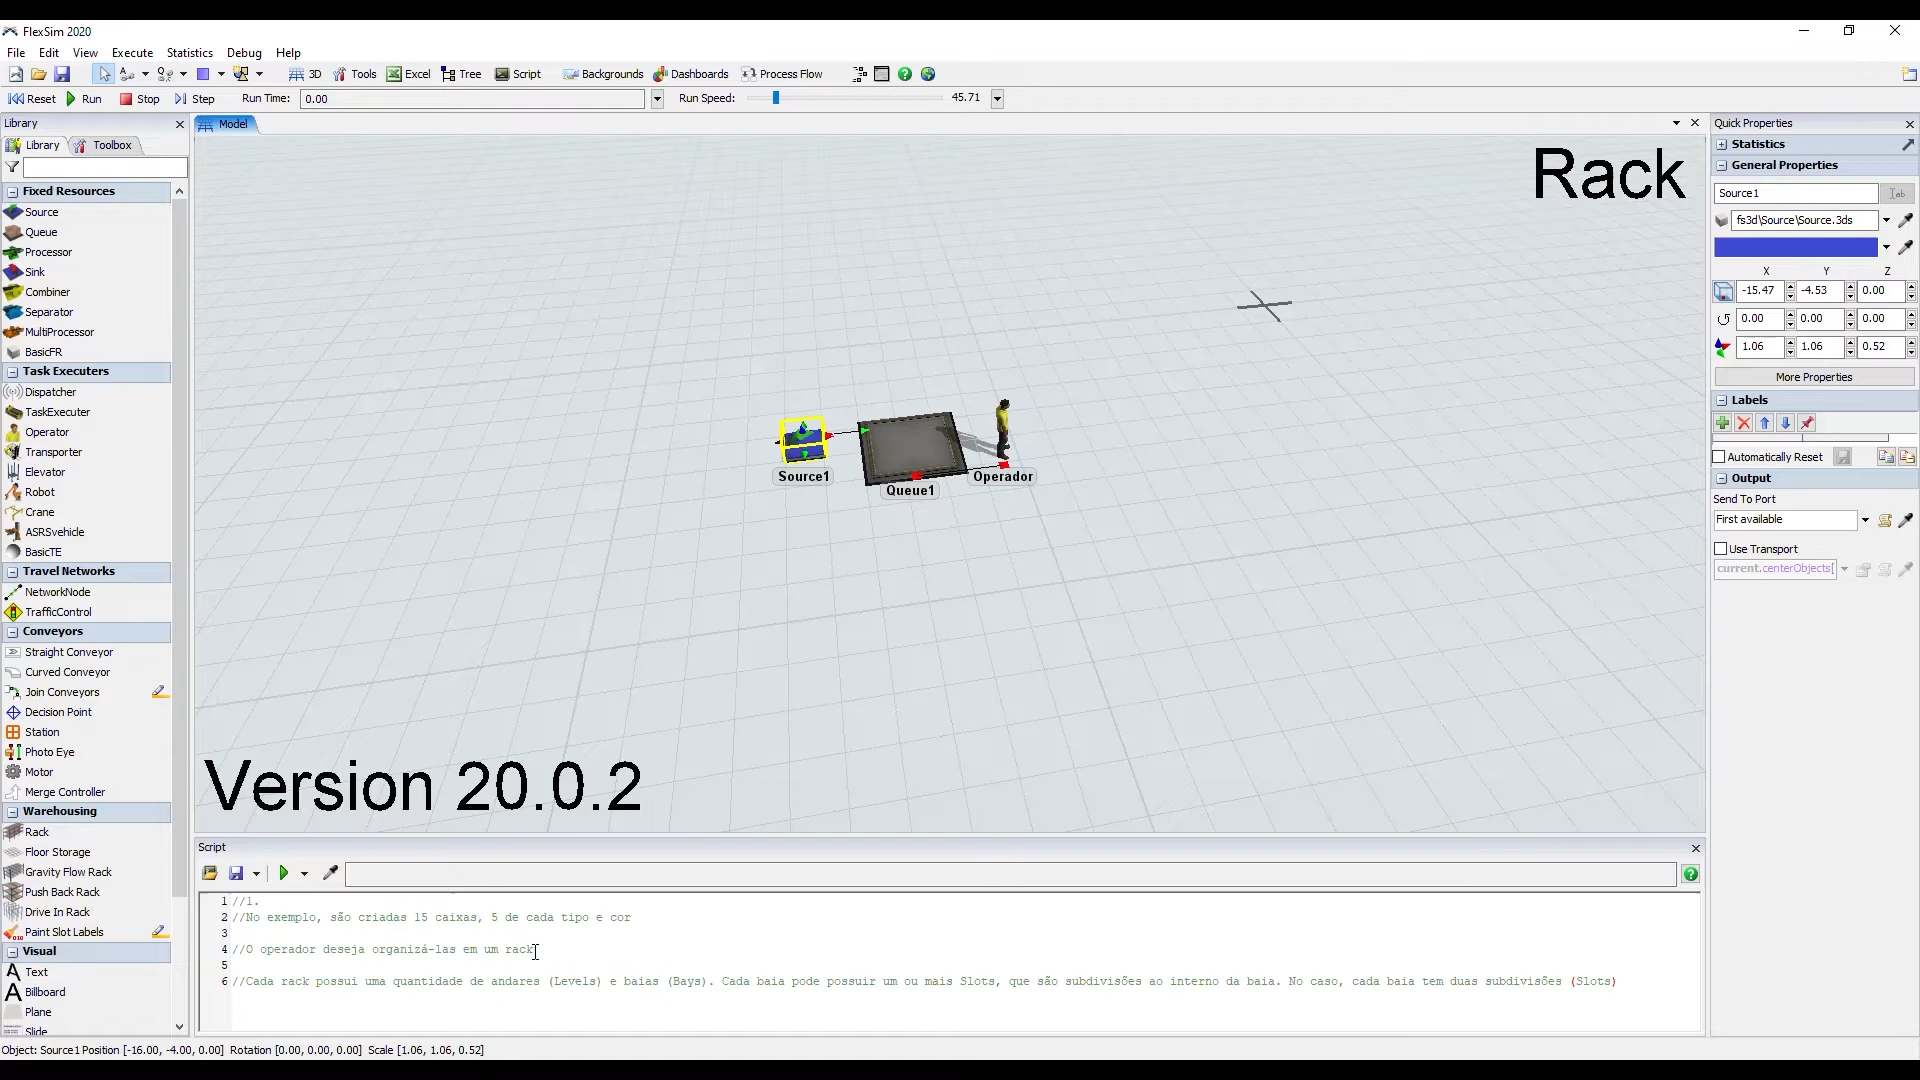 FlexSim 2020
File Edit View Execute Statistics Debug Help
3D Tools Excel Tree Script Backgrounds Dashboards Process Flow
Reset Run Stop Step Run Time: 0.00 Run Speed: 45.71
Library
Library Toolbox
Fixed Resources
Source
Queue
Processor
Sink
Combiner
Separator
MultiProcessor
BasicFR
Task Executers
Dispatcher
TaskExecuter
Operator
Transporter
Elevator
Robot
Crane
ASRSvehicle
BasicTE
Travel Networks
NetworkNode
TrafficControl
Conveyors
Straight Conveyor
Curved Conveyor
Join Conveyors
Decision Point
Station
Photo Eye
Motor
Merge Controller
Warehousing
Rack
Floor Storage
Gravity Flow Rack
Push Back Rack
Drive In Rack
Paint Slot Labels
Visual
Text
Billboard
Plane
Slide
Model
Rack
Source1
Queue1
Operador
Version 20.0.2
Script
1 //1.
2 //No exemplo, são criadas 15 caixas, 5 de cada tipo e cor
3
4 //O operador deseja organizá-las em um rack
5
6 //Cada rack possui uma quantidade de andares (Levels) e baias (Bays). Cada baia pode possuir um ou mais Slots, que são subdivisões ao interno da baia. No caso, cada baia tem duas subdivisões (Slots)
Quick Properties
Statistics
General Properties
Source1
fs3d\Source\Source.3ds
X Y Z
-15.47 -4.53 0.00
0.00 0.00 0.00
1.06 1.06 0.52
More Properties
Labels
Automatically Reset
Output
Send To Port
First available
Use Transport
current.centerObjects[
Object: Source1 Position [-16.00, -4.00, 0.00] Rotation [0.00, 0.00, 0.00] Scale [1.06, 1.06, 0.52]